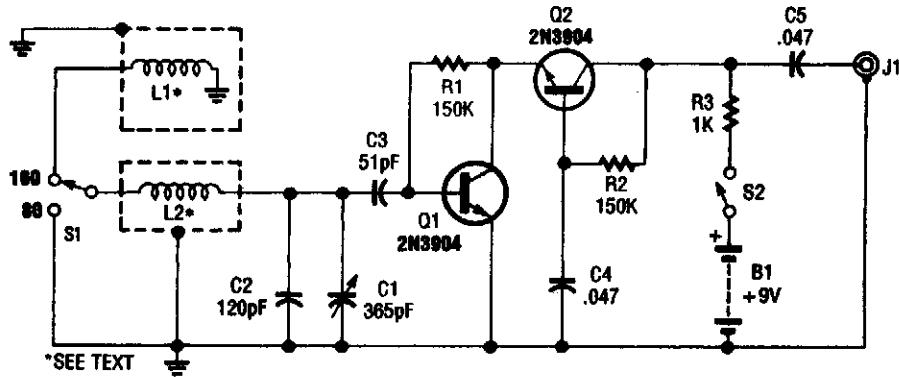 Q2
2N3904
C5
.047
J1
L1*
R1
150K
R3
1K
C3
51pF
160
80
S1
L2*
R2
150K
S2
Q1
2N3904
C2
120pF
C1
365pF
C4
.047
+
B1
+9V
*SEE TEXT